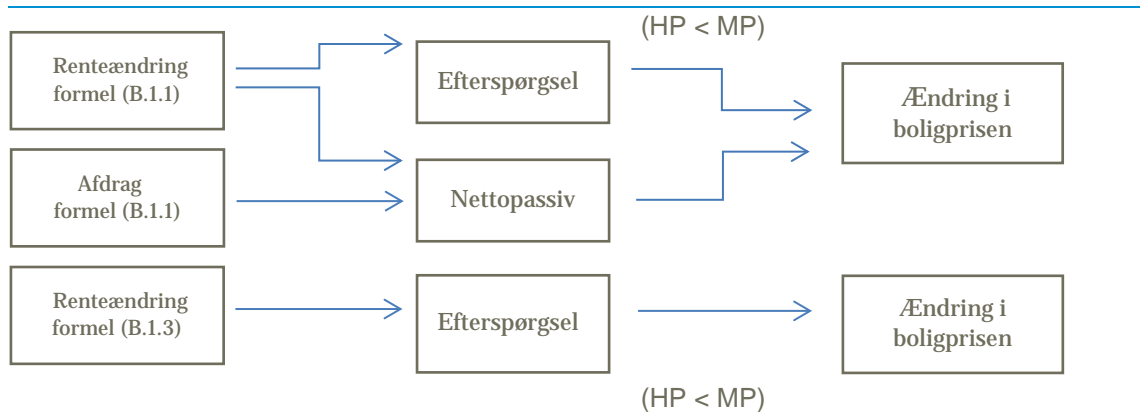 (HP < MP)
Renteændring
formel (B.1.1)
Efterspørgsel
Ændring i
boligprisen
Afdrag
formel (B.1.1)
Nettopassiv
Renteændring
formel (B.1.3)
Efterspørgsel
Ændring i
boligprisen
(HP < MP)